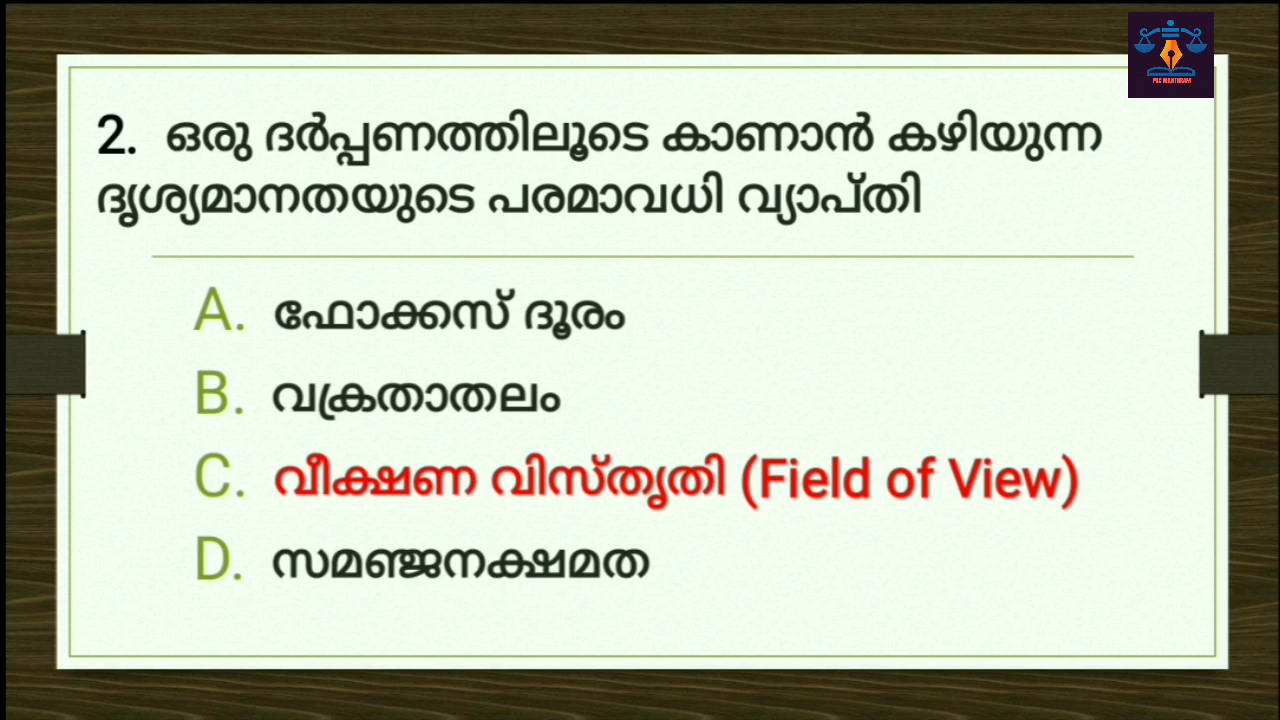 2. ഒരു ദർപ്പണത്തിലൂടെ കാണാൻ കഴിയുന്ന
ദൃശ്യമാനതയുടെ പരമാവധി വ്യാപ്തി
A. ഫോക്കസ് ദൂരം
B. വക്രതാതലം
C. വീക്ഷണ വിസ്തൃതി (Field of View)
D. സമഞ്ജനക്ഷമത